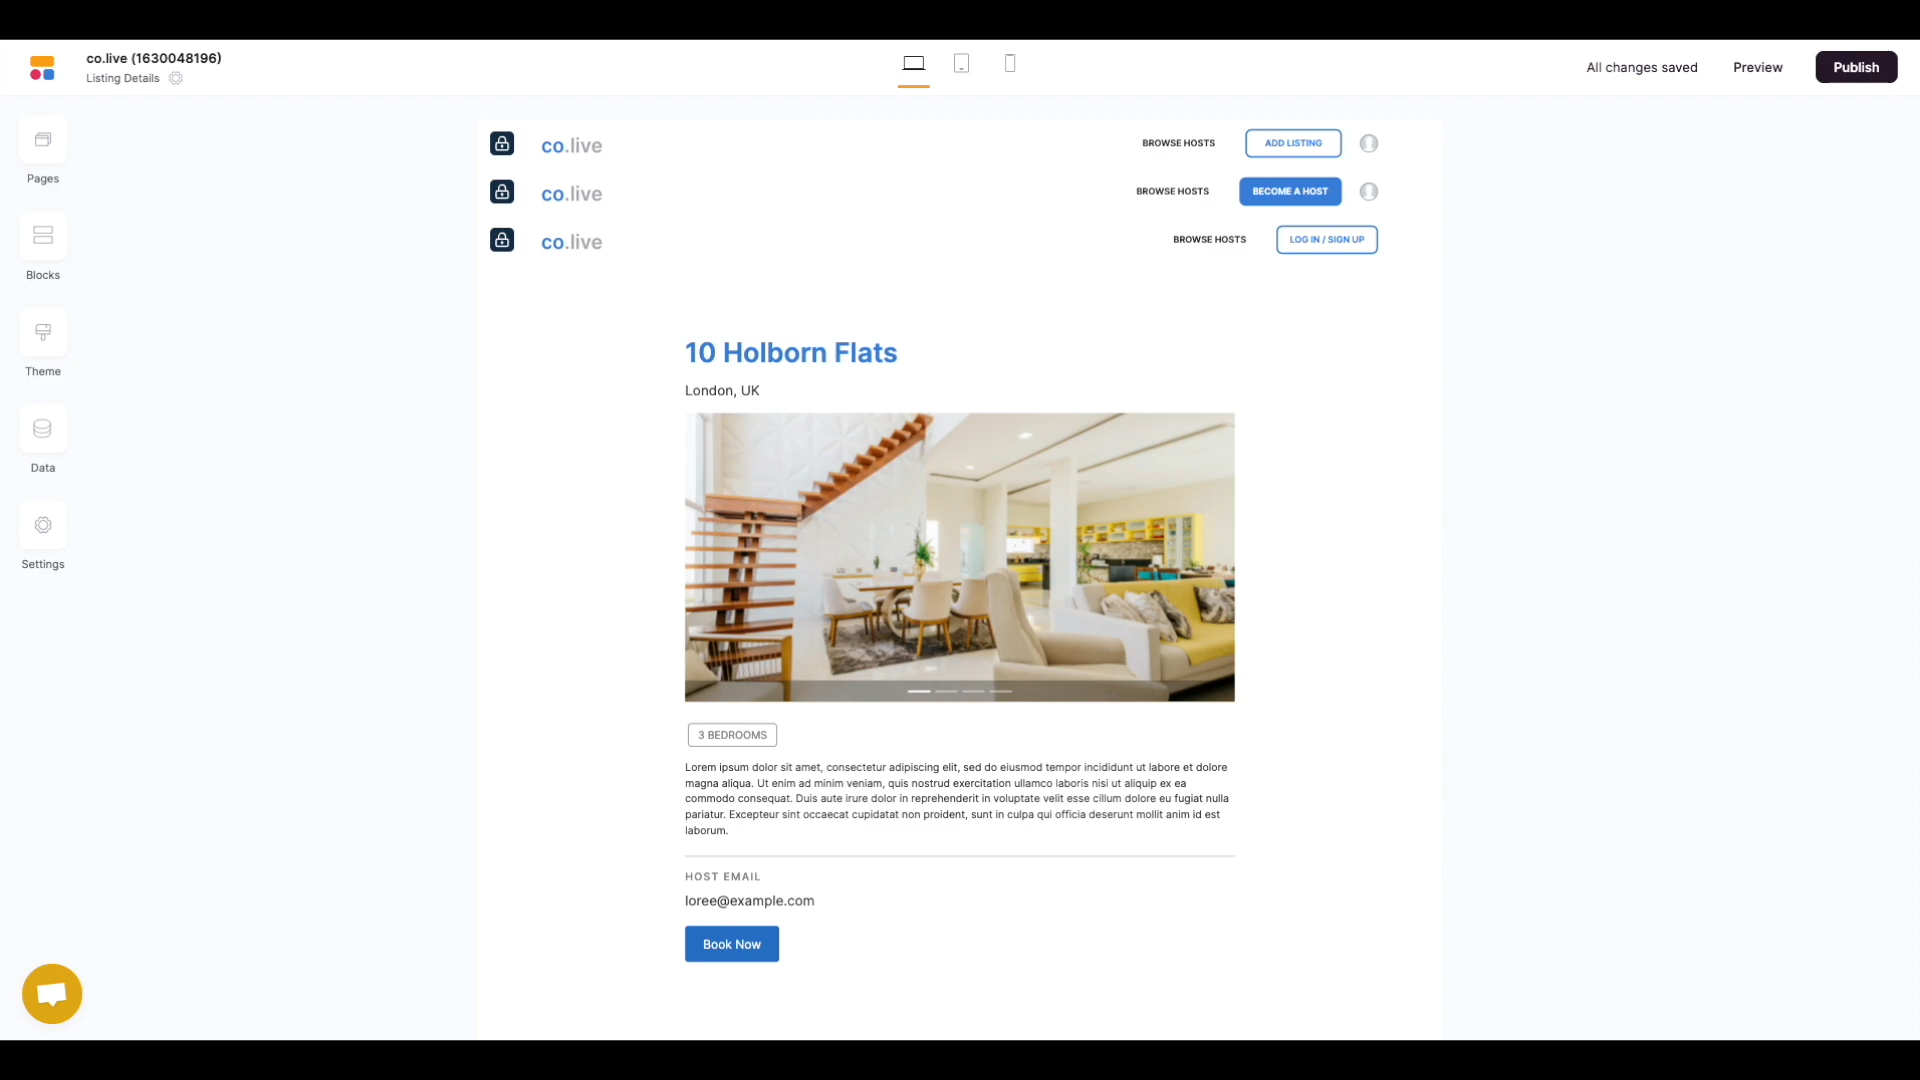 co.live (1630048196)
Listing Details
All changes saved
Preview
Publish
Pages
Blocks
Theme
Data
Settings
co.live
BROWSE HOSTS
ADD LISTING
co.live
BROWSE HOSTS
BECOME A HOST
co.live
BROWSE HOSTS
LOG IN / SIGN UP
10 Holborn Flats
London, UK
3 BEDROOMS
Lorem ipsum dolor sit amet, consectetur adipiscing elit, sed do eiusmod tempor incididunt ut labore et dolore
magna aliqua. Ut enim ad minim veniam, quis nostrud exercitation ullamco laboris nisi ut aliquip ex ea
commodo consequat. Duis aute irure dolor in reprehenderit in voluptate velit esse cillum dolore eu fugiat nulla
pariatur. Excepteur sint occaecat cupidatat non proident, sunt in culpa qui officia deserunt mollit anim id est
laborum.
HOST EMAIL
loree@example.com
Book Now